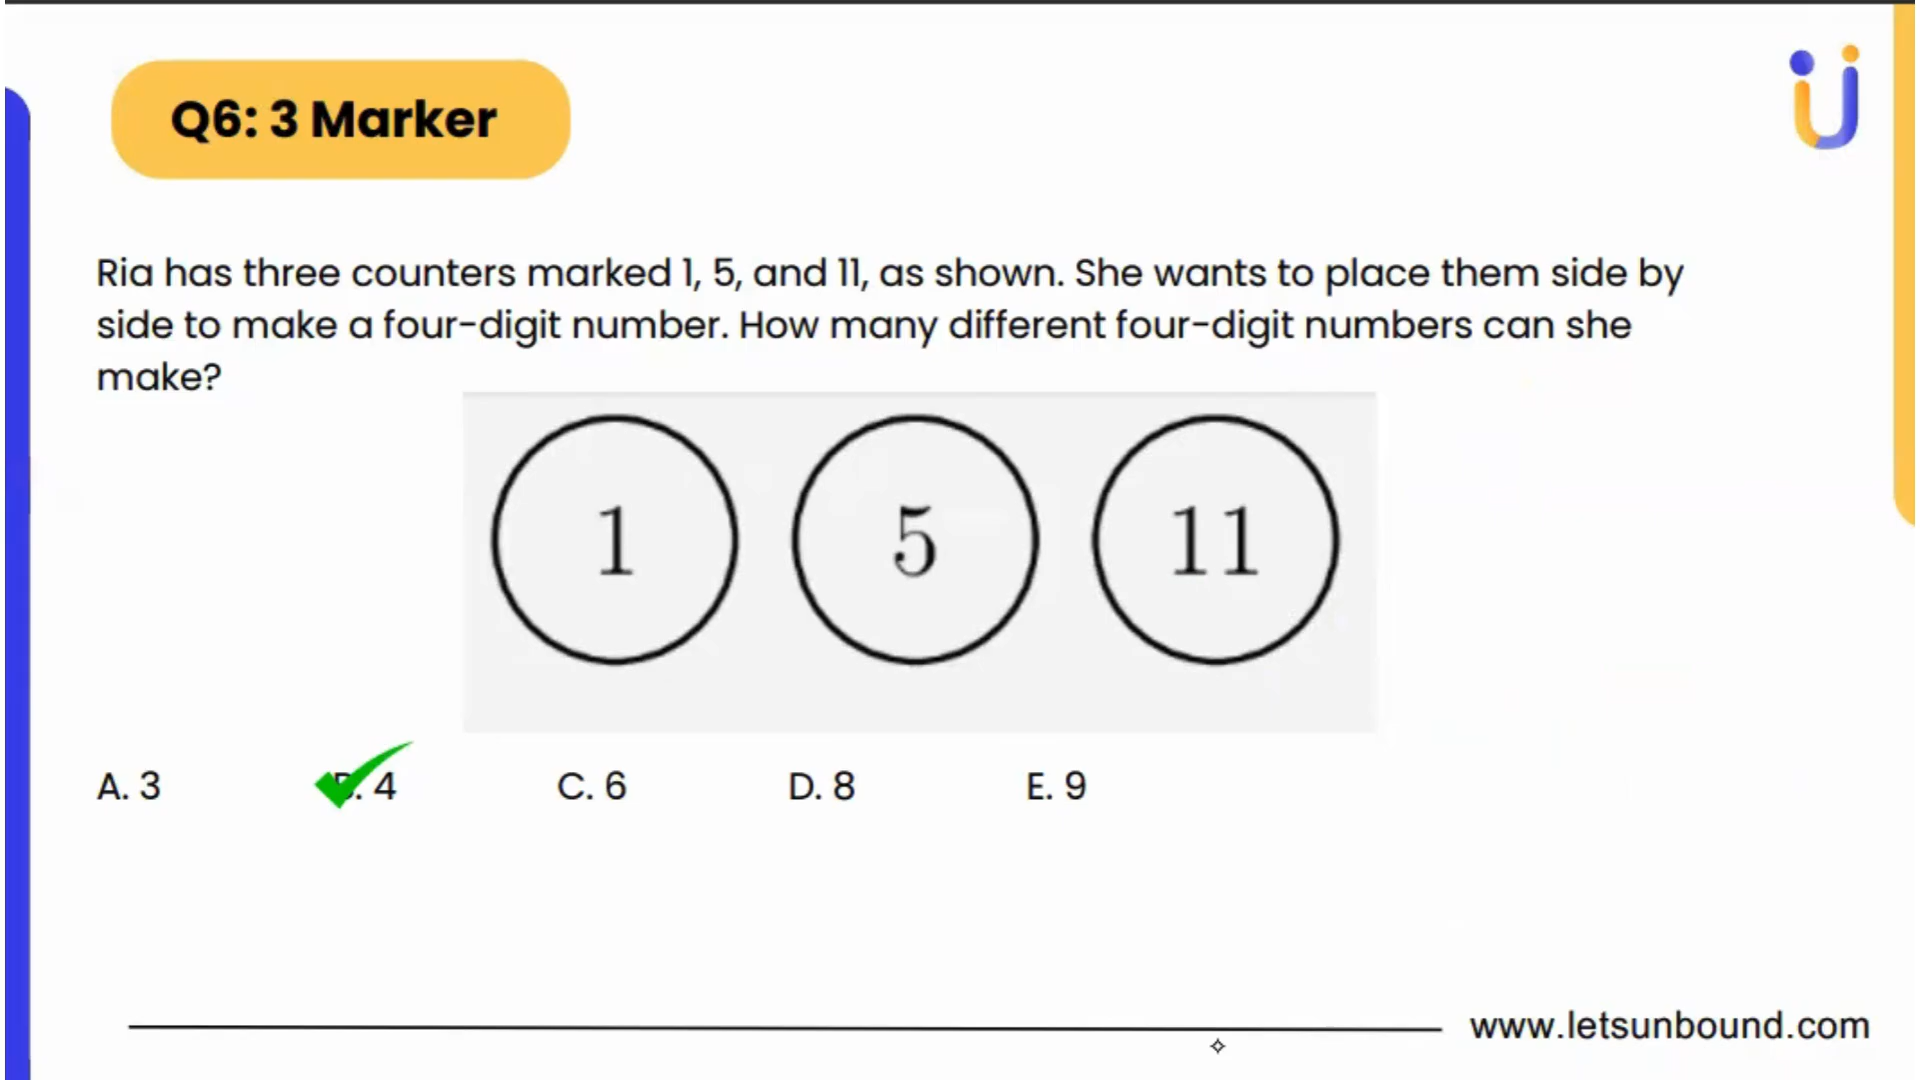 Q6: 3 Marker
Ria has three counters marked 1, 5, and 11, as shown. She wants to place them side by
side to make a four-digit number. How many different four-digit numbers can she
make?
1 5 11
A. 3 B. 4 C. 6 D. 8 E. 9
www.letsunbound.com